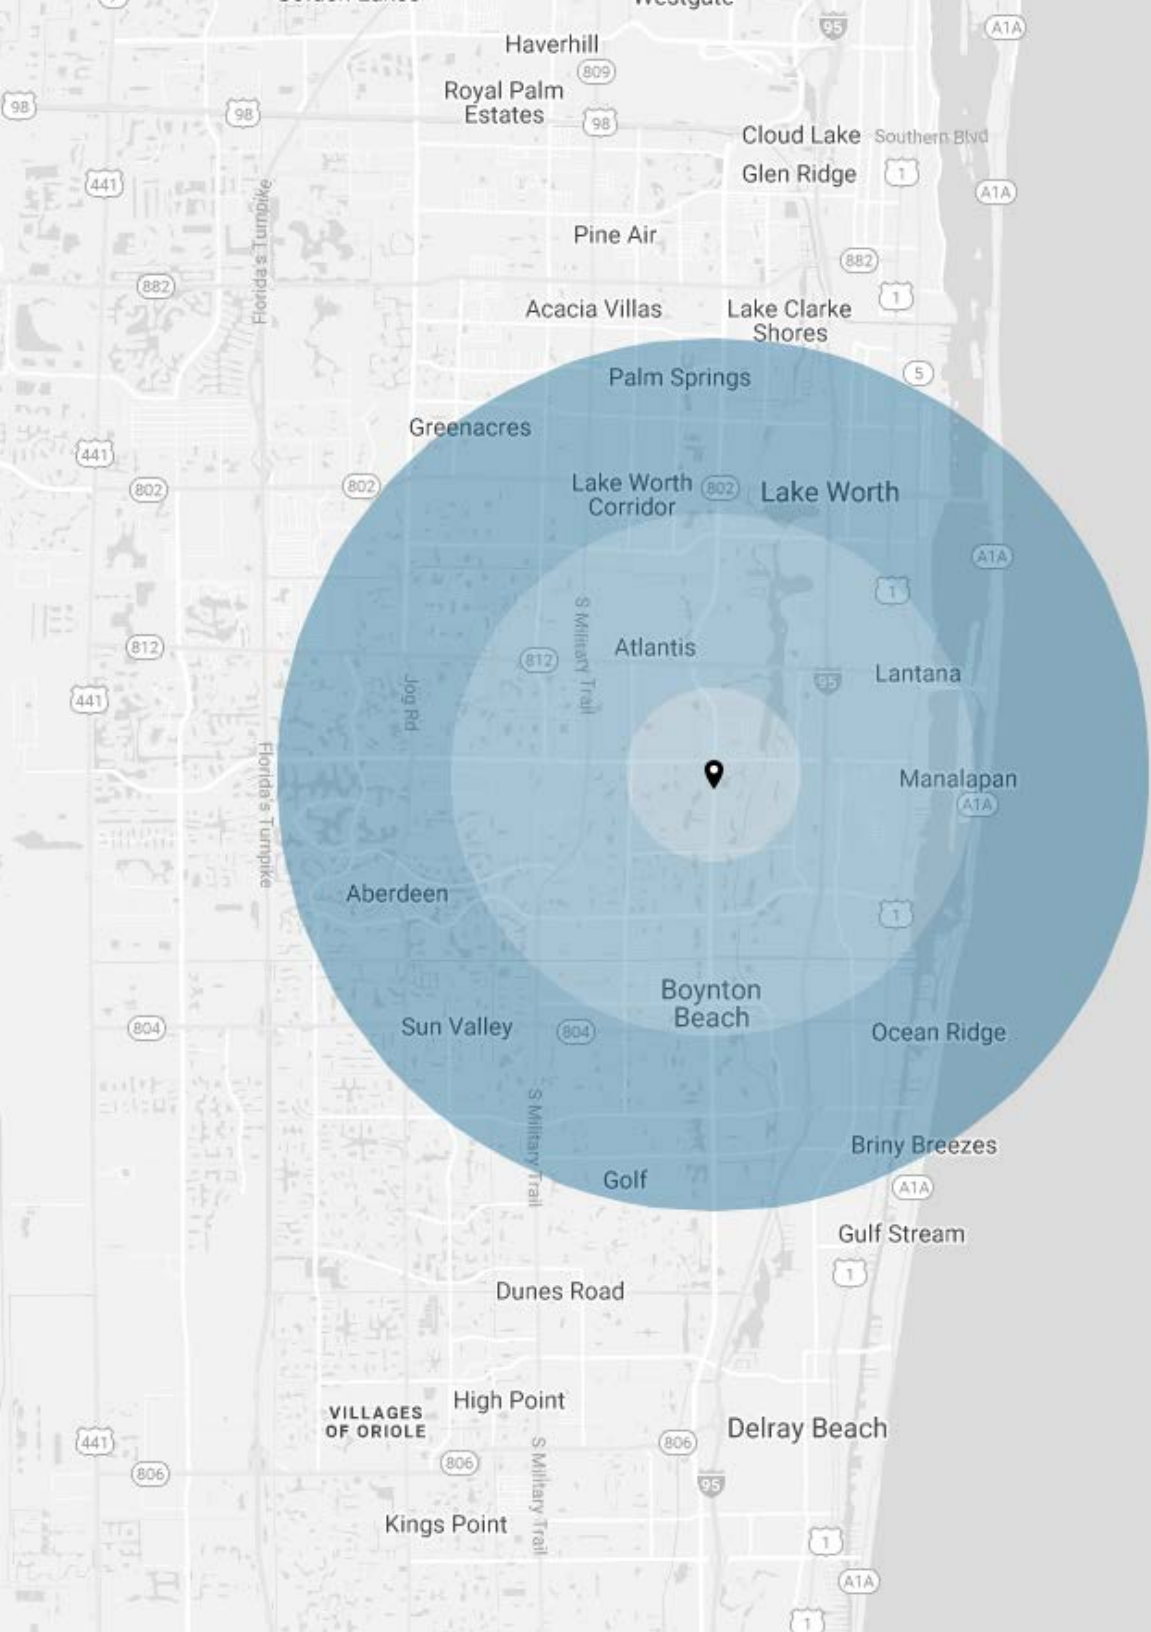 Westgate
95
A1A
Haverhill
809
98
Royal Palm
Estates
98
98
Cloud Lake
Southern Blvd
Glen Ridge
1
441
A1A
Florida's Turnpike
Pine Air
882
882
1
Acacia Villas
Lake Clarke
Shores
Palm Springs
5
Greenacres
441
802
802
Lake Worth
Corridor
802
Lake Worth
A1A
1
S Military Trail
812
Atlantis
812
Lantana
95
441
Jog Rd
Florida's Turnpike
Manalapan
A1A
Aberdeen
1
Boynton
Beach
804
Sun Valley
804
Ocean Ridge
S Military Trail
Briny Breezes
Golf
A1A
Gulf Stream
1
Dunes Road
High Point
VILLAGES
OF ORIOLE
Delray Beach
441
806
806
806
S Military Trail
95
Kings Point
1
A1A
1